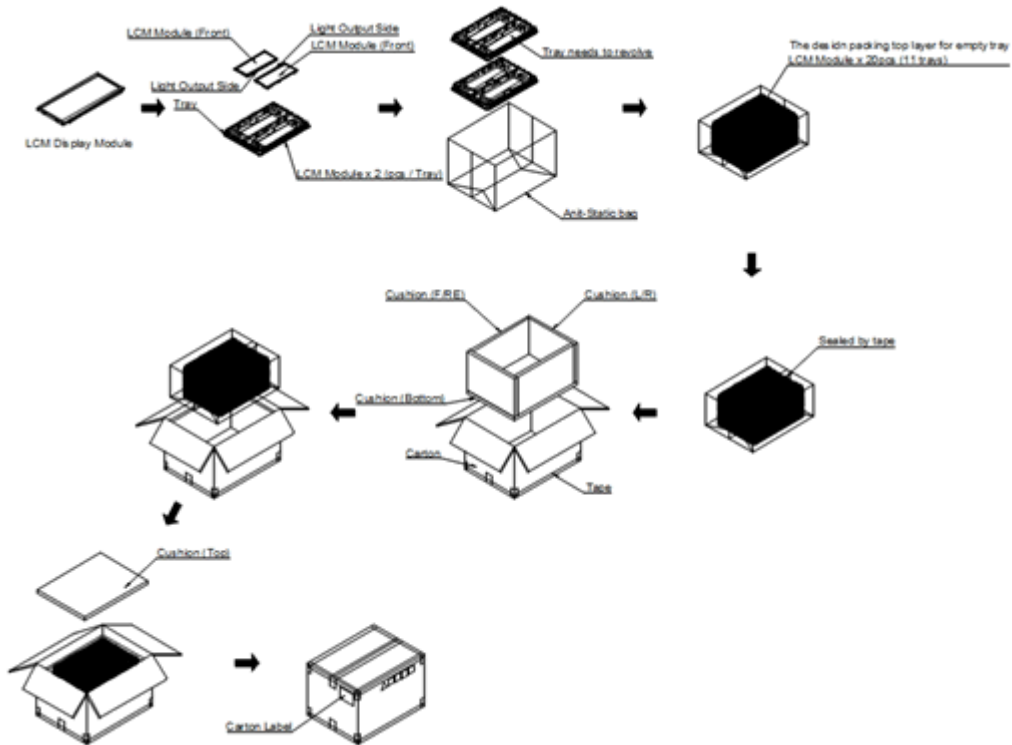 LCM Module (Front)
Light Output Side
LCM Module (Front)
Light Output Side
Tray
LCM Display Module
LCM Module x 2 (pcs / Tray)
Tray needs to revolve
Anit-Static bag
The desidn packing top layer for empty tray
LCM Module x 20pcs (11 trays)
Sealed by tape
Cushion (F/RE)
Cushion (L/R)
Cushion (Bottom)
Carton
Tape
Cushion (Top)
Carton Label